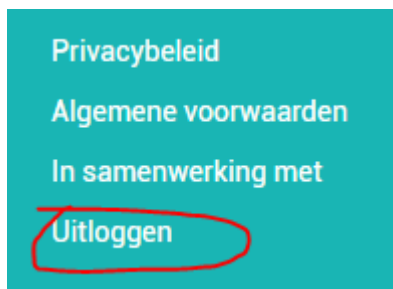 Privacybeleid
Algemene voorwaarden
In samenwerking met
Uitloggen